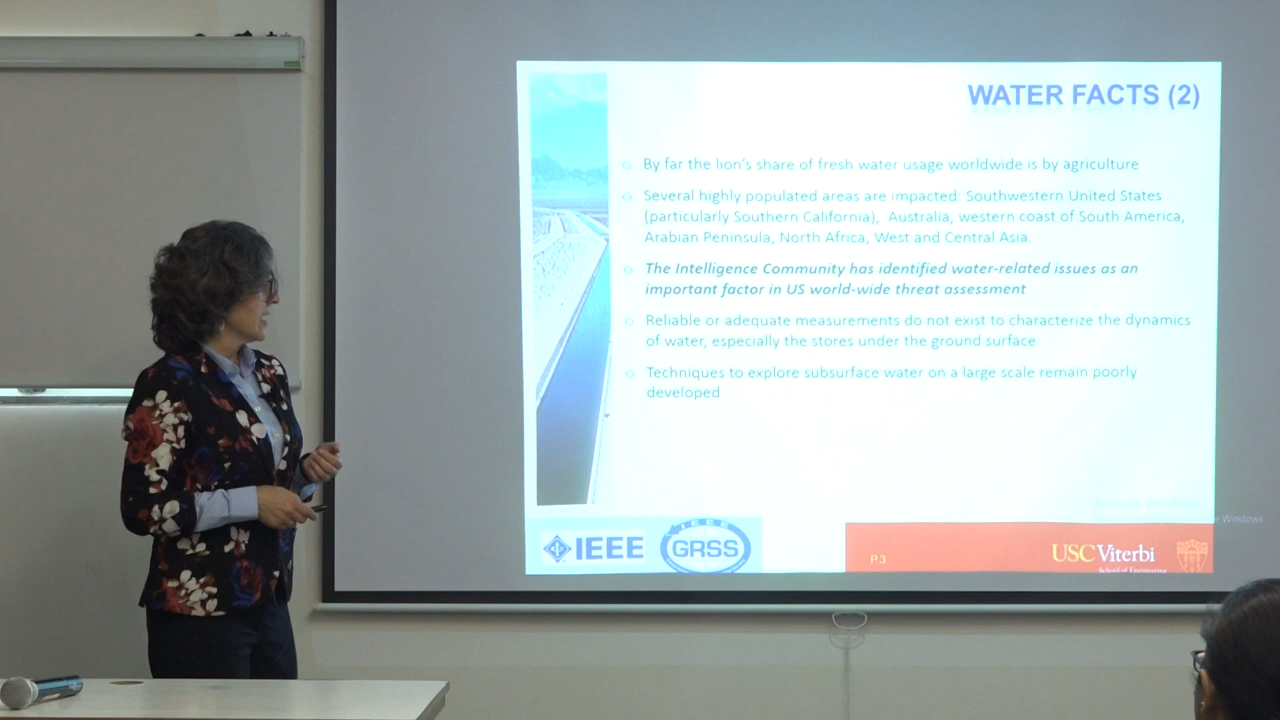 WATER FACTS (2)
By far the lion's share of fresh water usage worldwide is by agriculture
Several highly populated areas are impacted: Southwestern United States
(particularly Southern California), Australia, western coast of South America,
Arabian Peninsula, North Africa, West and Central Asia.
The Intelligence Community has identified water-related issues as an
important factor in US world-wide threat assessment
Reliable or adequate measurements do not exist to characterize the dynamics
of water, especially the stores under the ground surface
Techniques to explore subsurface water on a large scale remain poorly
developed
Windows
IEEE
IEEE
GRSS
P3
USC Viterbi
School of Engineering